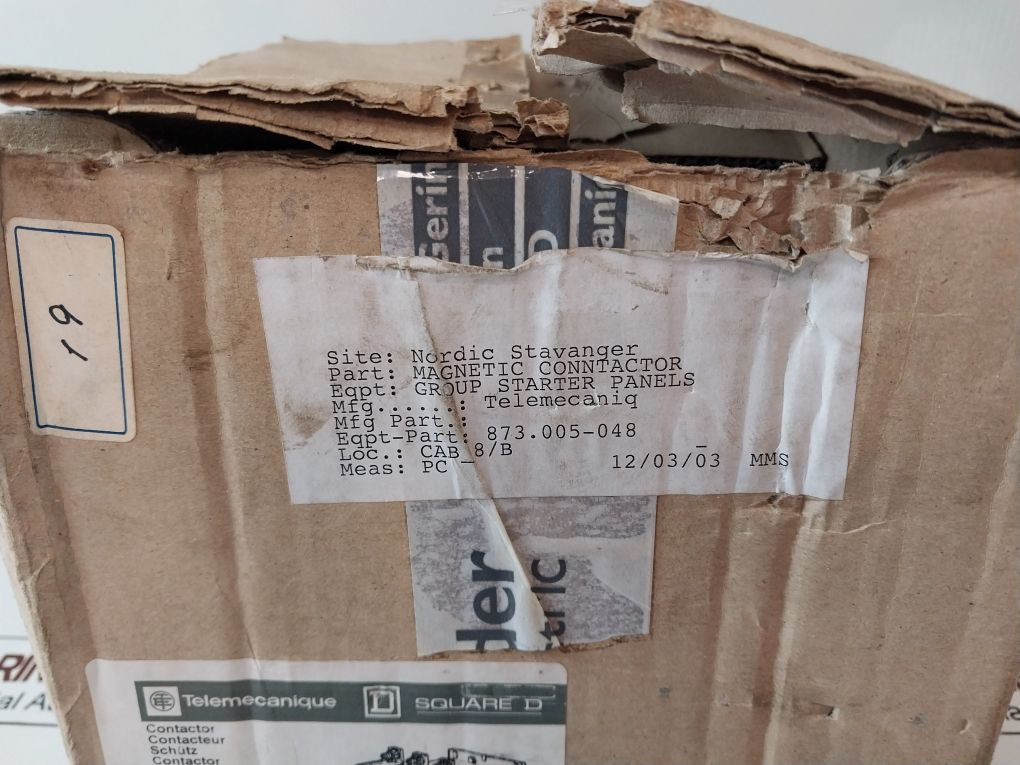 19
Site: Nordic Stavanger
Part: MAGNETIC CONNTACTOR
Eqpt: GROUP STARTER PANELS
Mfg......: Telemecaniq
Mfg Part.:
Eqpt-Part: 873.005-048
Loc.: CAB 8/B
Meas: PC - 12/03/03 MMS
Telemecanique
SQUARE D
Contactor
Contacteur
Schütz
Contactor